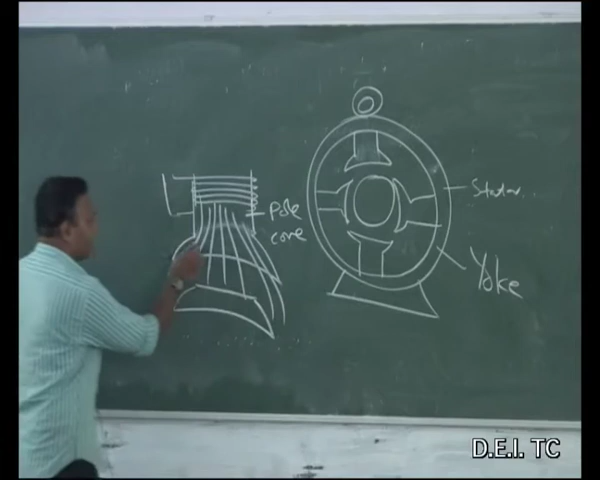 Pole
core
Stator
Yoke
D.E.I. TC